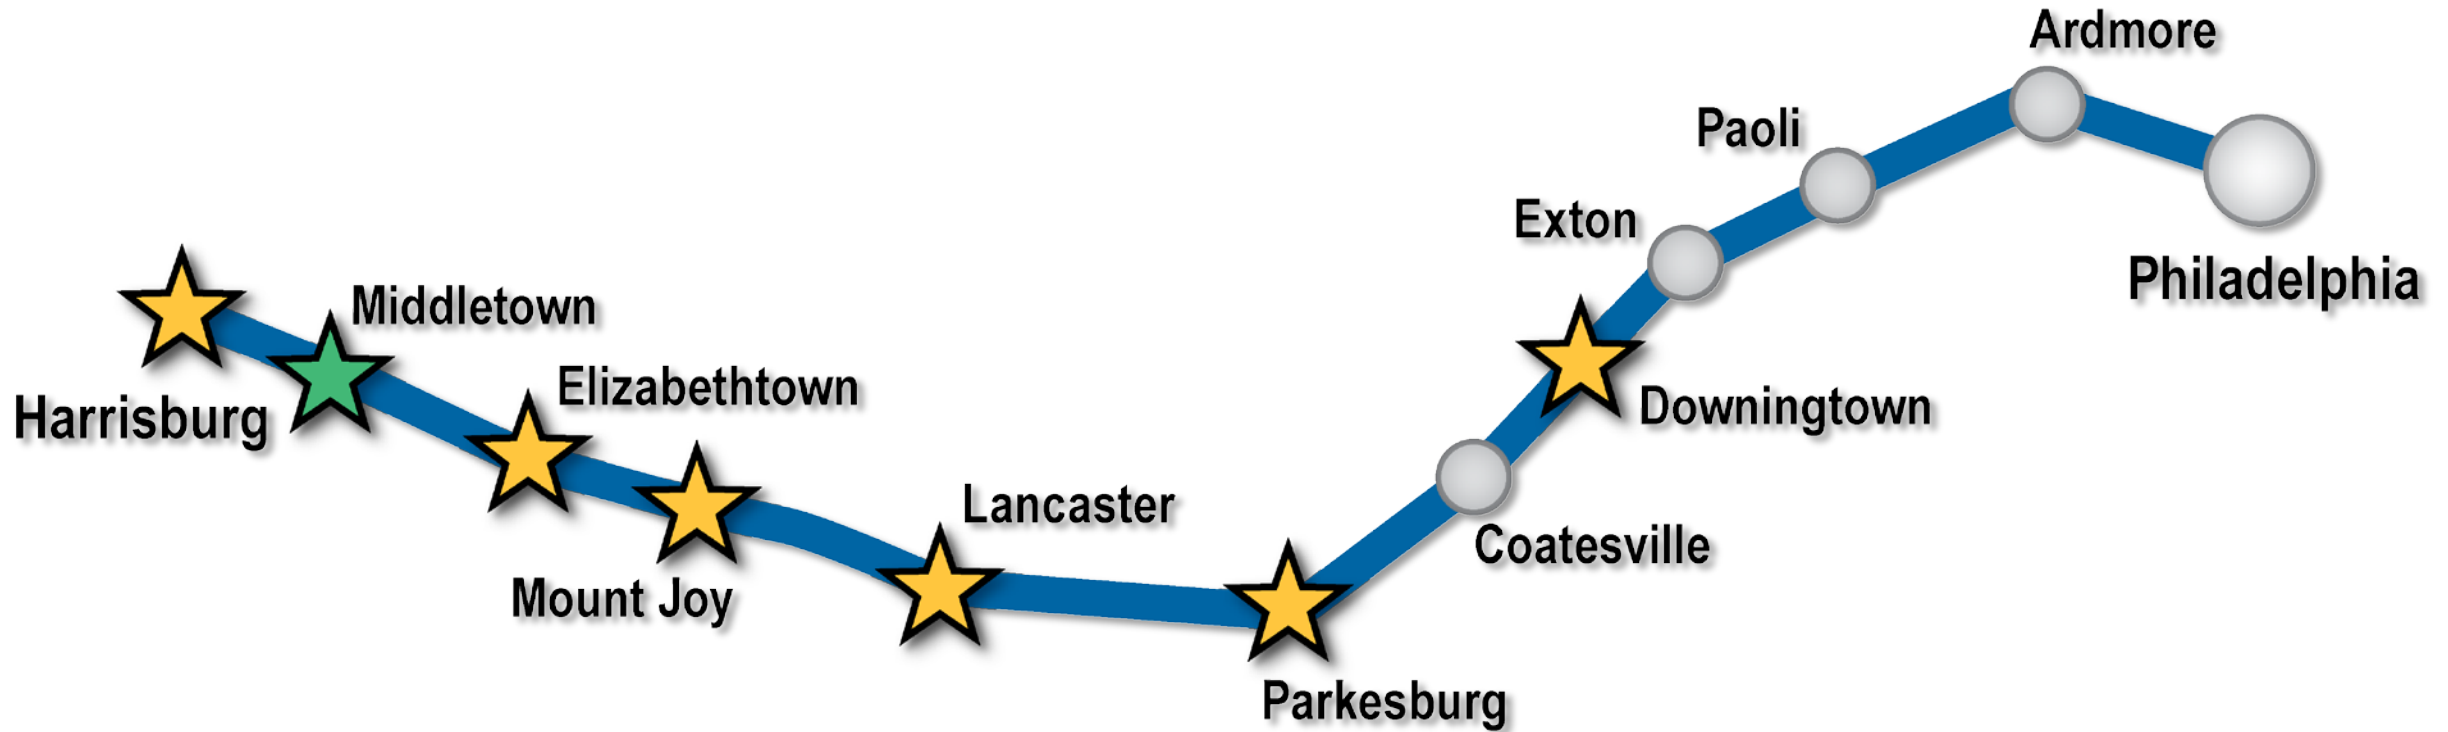 Harrisburg
Middletown
Elizabethtown
Mount Joy
Lancaster
Parkesburg
Coatesville
Downingtown
Exton
Paoli
Ardmore
Philadelphia